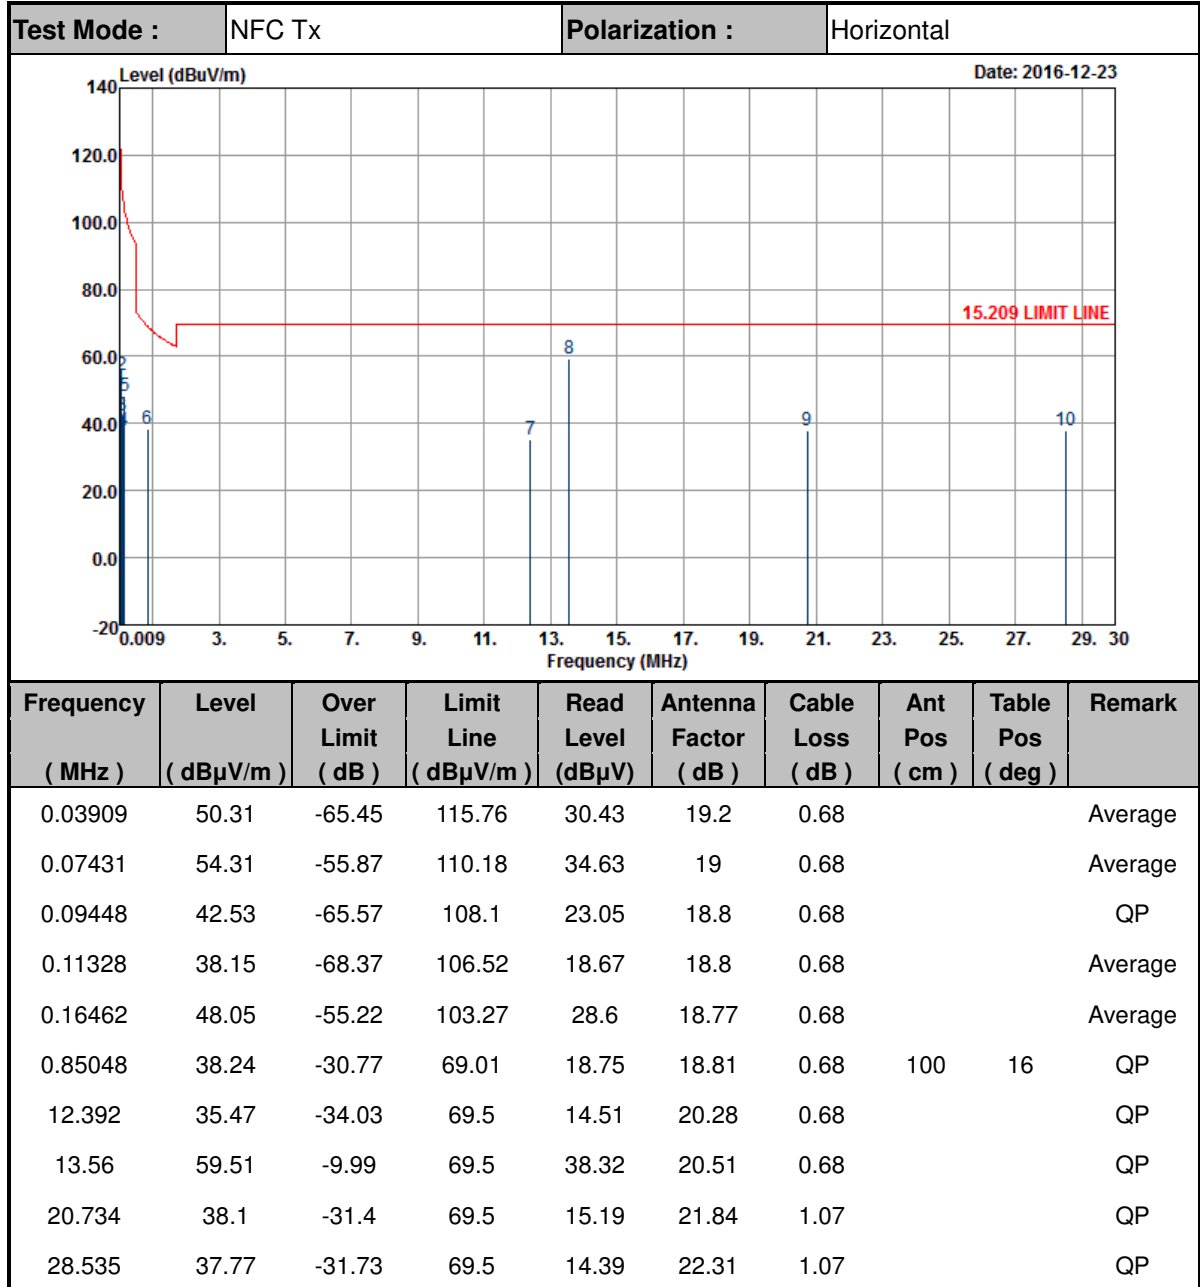 Test Mode : NFC Tx Polarization : Horizontal
Level (dBuV/m) Date: 2016-12-23
140
120.0
100.0
80.0
15.209 LIMIT LINE
60.0
40.0
20.0
0.0
-20
2
5
3
4
6
7
8
9
10
0.009 3. 5. 7. 9. 11. 13. 15. 17. 19. 21. 23. 25. 27. 29. 30
Frequency (MHz)
Frequency Level Over Limit Read Antenna Cable Ant Table Remark
Limit Line Level Factor Loss Pos Pos
( MHz ) ( dBµV/m ) ( dB ) ( dBµV/m ) (dBµV) ( dB ) ( dB ) ( cm ) ( deg )
0.03909 50.31 -65.45 115.76 30.43 19.2 0.68 Average
0.07431 54.31 -55.87 110.18 34.63 19 0.68 Average
0.09448 42.53 -65.57 108.1 23.05 18.8 0.68 QP
0.11328 38.15 -68.37 106.52 18.67 18.8 0.68 Average
0.16462 48.05 -55.22 103.27 28.6 18.77 0.68 Average
0.85048 38.24 -30.77 69.01 18.75 18.81 0.68 100 16 QP
12.392 35.47 -34.03 69.5 14.51 20.28 0.68 QP
13.56 59.51 -9.99 69.5 38.32 20.51 0.68 QP
20.734 38.1 -31.4 69.5 15.19 21.84 1.07 QP
28.535 37.77 -31.73 69.5 14.39 22.31 1.07 QP